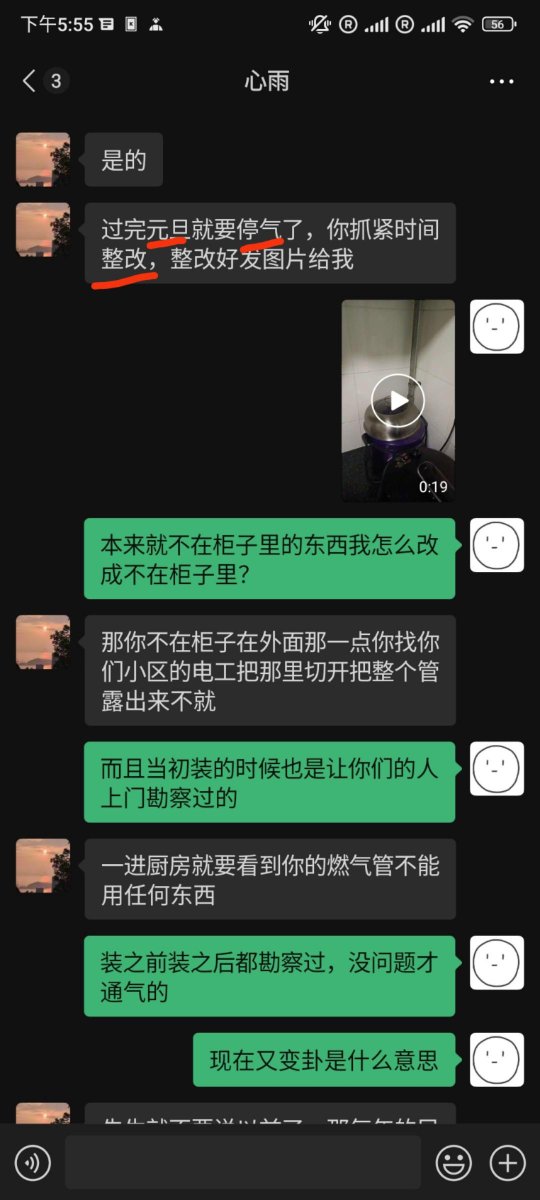 下午5:55
56
3
心雨
是的
过完元旦就要停气了，你抓紧时间
整改，整改好发图片给我
0:19
本来就不在柜子里的东西我怎么改
成不在柜子里？
那你不在柜子在外面那一点你找你
们小区的电工把那里切开把整个管
露出来不就
而且当初装的时候也是让你们的人
上门勘察过的
一进厨房就要看到你的燃气管不能
用任何东西
装之前装之后都勘察过，没问题才
通气的
现在又变卦是什么意思